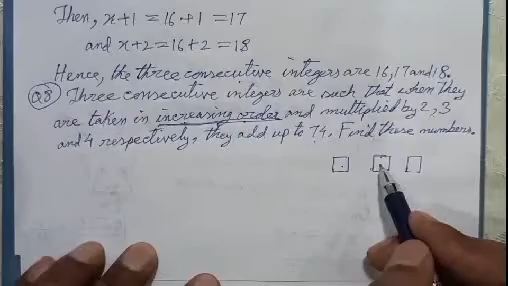 Then, x+1 = 16+1 = 17
and x+2 = 16+2 = 18
Hence, the three consecutive integers are 16, 17 and 18.
Q8) Three consecutive integers are such that when they
are taken in increasing order and multiplied by 2, 3
and 4 respectively, they add up to 74. Find these numbers.